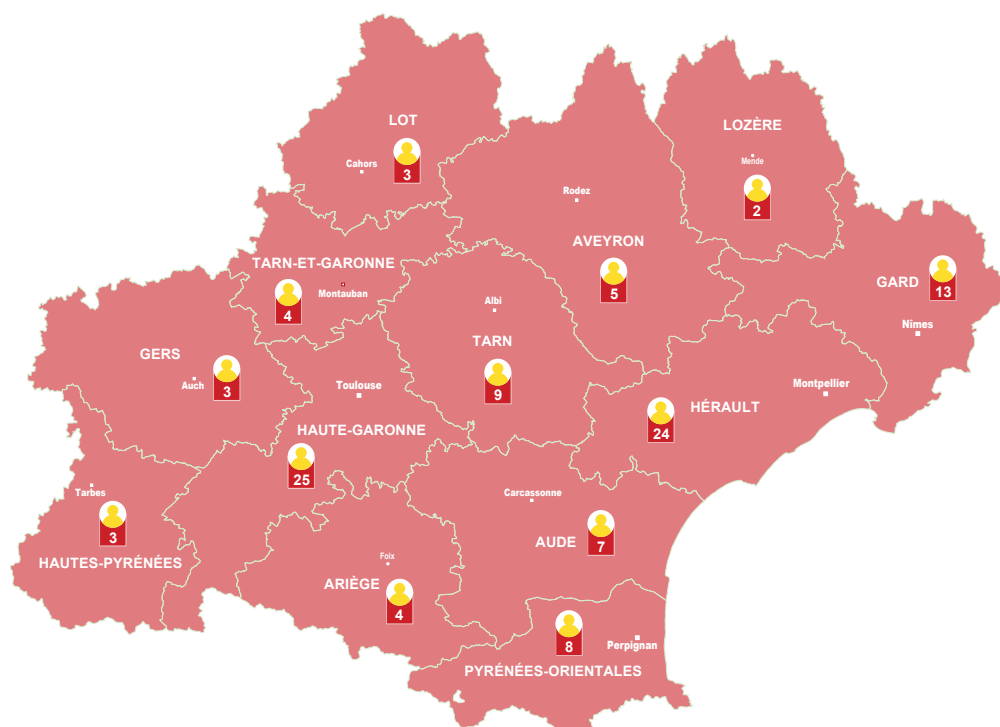 LOT
Cahors
3
LOZÈRE
Mende
2
Rodez
AVEYRON
5
TARN-ET-GARONNE
Montauban
4
GARD
13
Nîmes
Albi
TARN
9
GERS
Auch
3
Toulouse
HAUTE-GARONNE
25
Montpellier
HÉRAULT
24
Tarbes
3
HAUTES-PYRÉNÉES
Carcassonne
AUDE
7
Foix
ARIÈGE
4
8
Perpignan
PYRÉNÉES-ORIENTALES